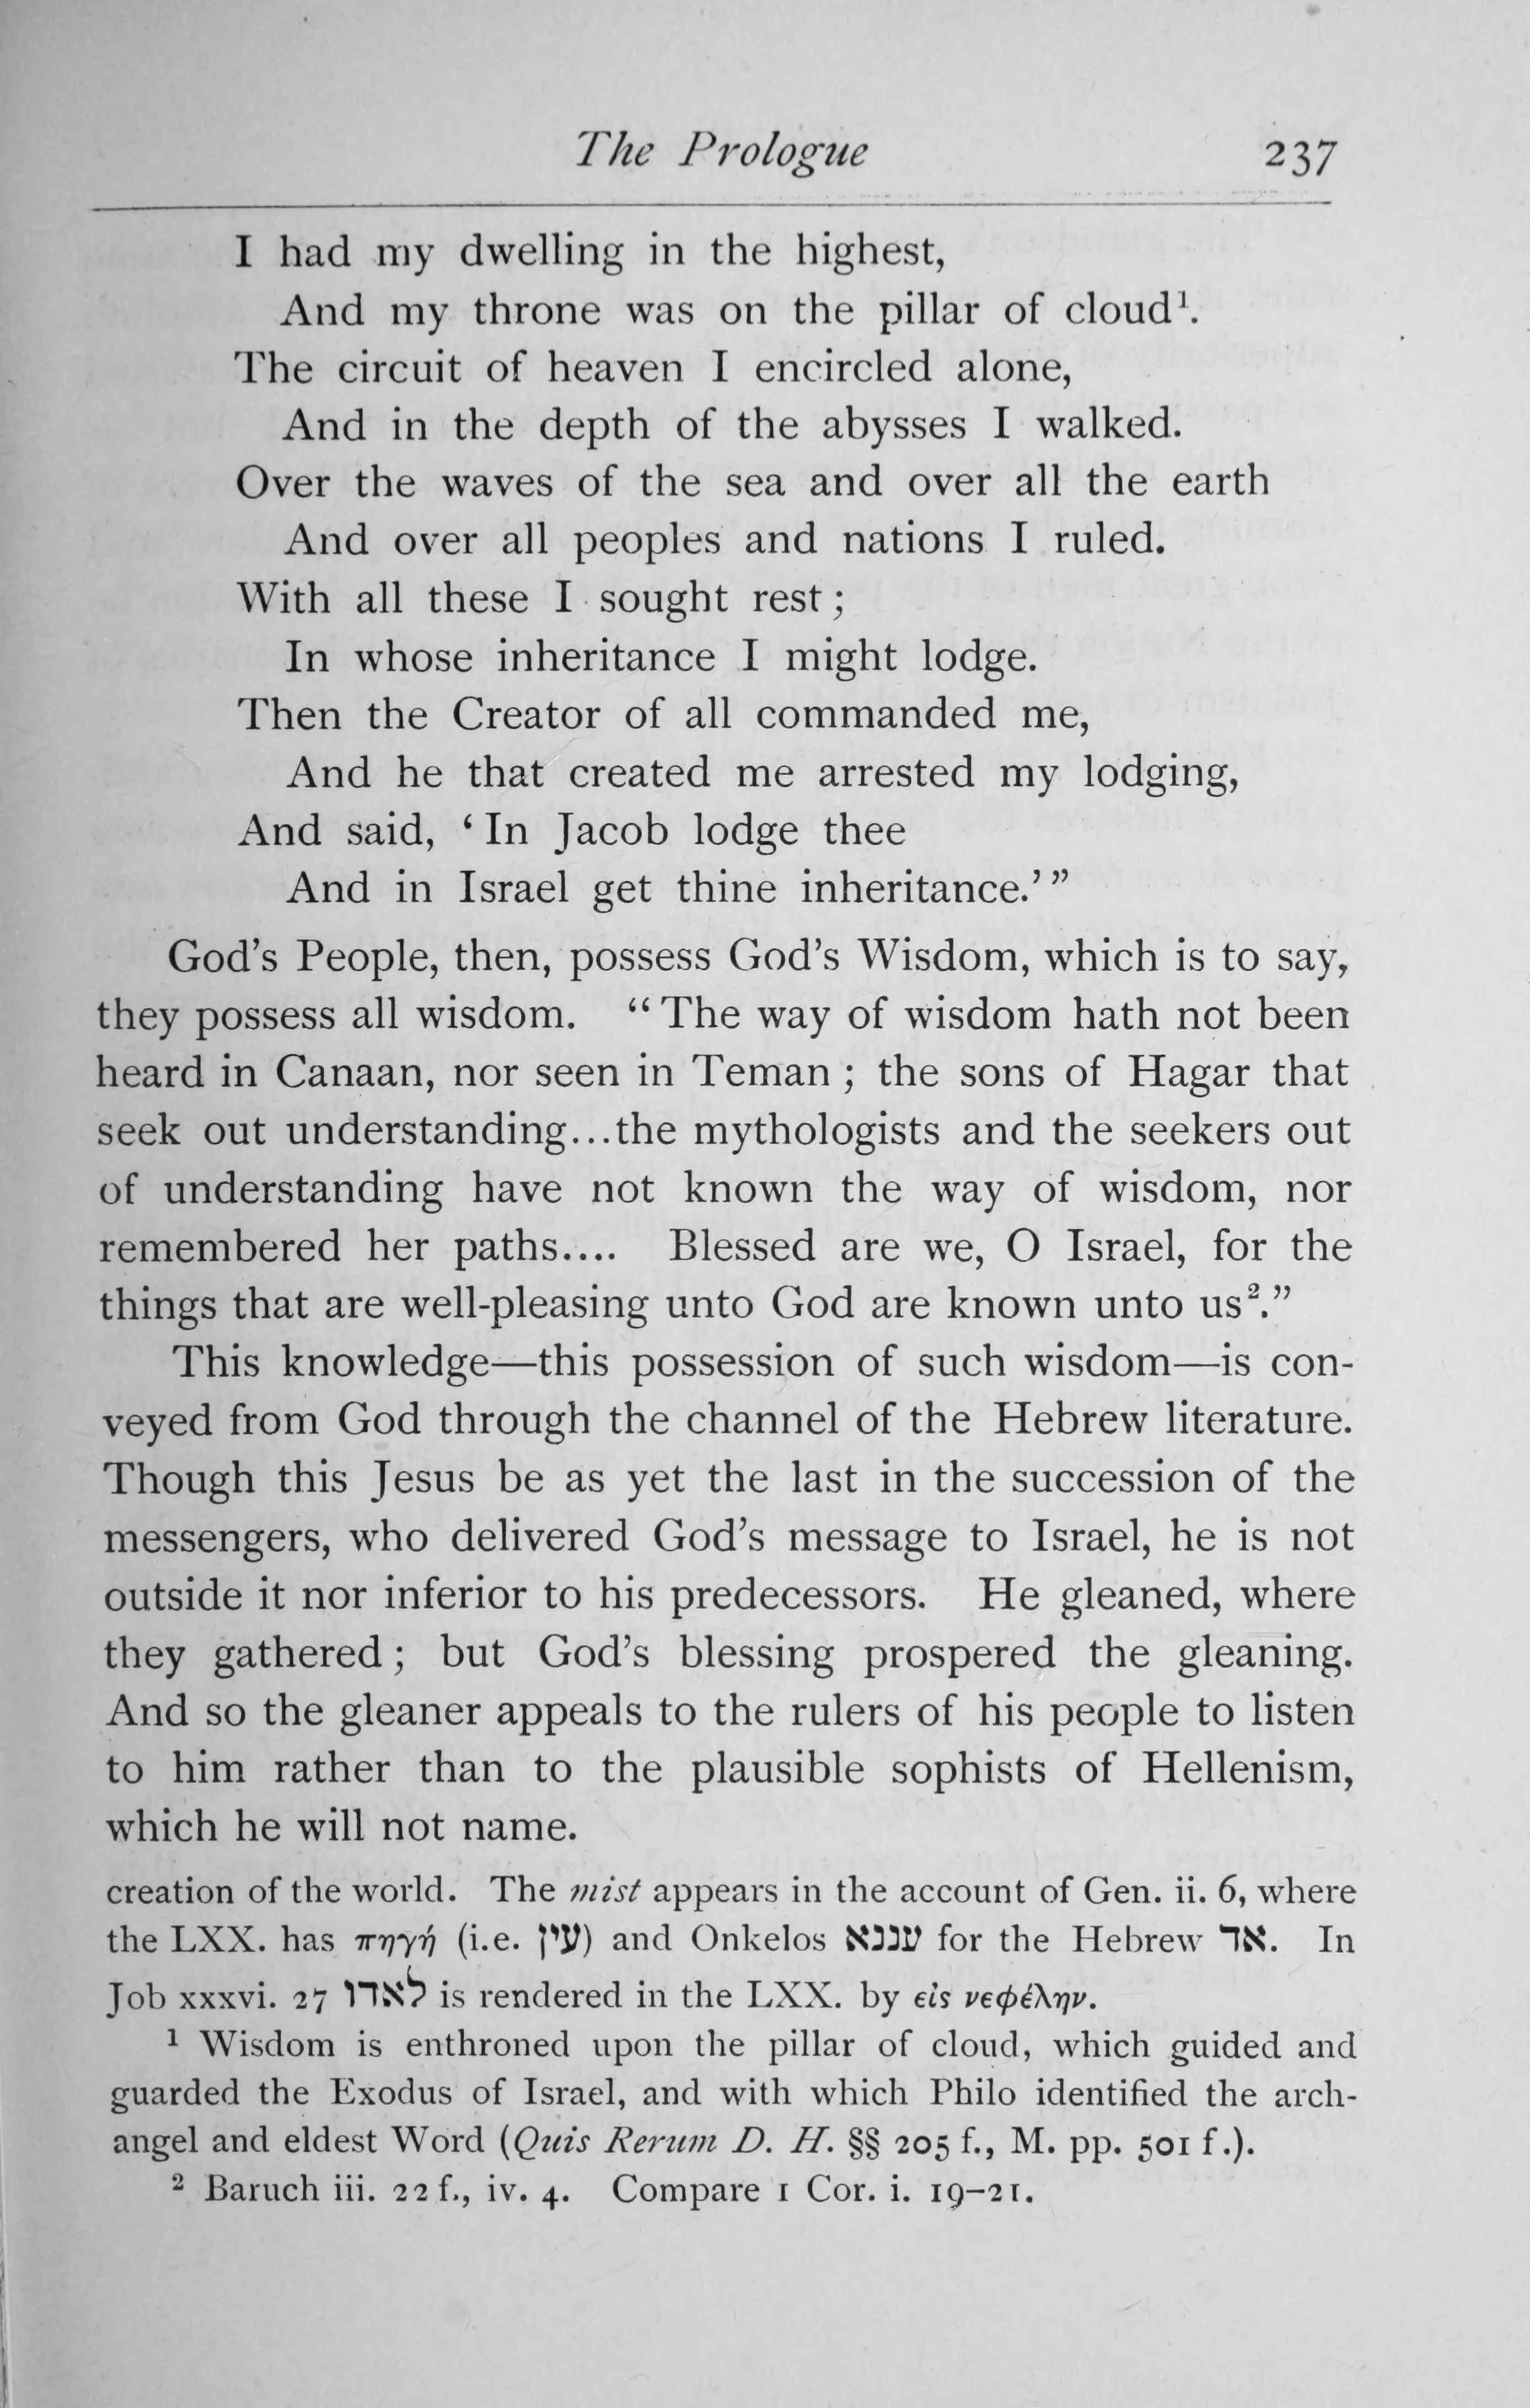 The Prologue 237
I had my dwelling in the highest,
And my throne was on the pillar of cloud¹.
The circuit of heaven I encircled alone,
And in the depth of the abysses I walked.
Over the waves of the sea and over all the earth
And over all peoples and nations I ruled.
With all these I sought rest ;
In whose inheritance I might lodge.
Then the Creator of all commanded me,
And he that created me arrested my lodging,
And said, ‘ In Jacob lodge thee
And in Israel get thine inheritance.’ ”
God’s People, then, possess God’s Wisdom, which is to say,
they possess all wisdom. “ The way of wisdom hath not been
heard in Canaan, nor seen in Teman ; the sons of Hagar that
seek out understanding...the mythologists and the seekers out
of understanding have not known the way of wisdom, nor
remembered her paths.... Blessed are we, O Israel, for the
things that are well-pleasing unto God are known unto us².”
This knowledge—this possession of such wisdom—is con-
veyed from God through the channel of the Hebrew literature.
Though this Jesus be as yet the last in the succession of the
messengers, who delivered God’s message to Israel, he is not
outside it nor inferior to his predecessors. He gleaned, where
they gathered ; but God’s blessing prospered the gleaning.
And so the gleaner appeals to the rulers of his people to listen
to him rather than to the plausible sophists of Hellenism,
which he will not name.
creation of the world. The mist appears in the account of Gen. ii. 6, where
the LXX. has πηγή (i.e. עין) and Onkelos עננא for the Hebrew אד. In
Job xxxvi. 27 לאדו is rendered in the LXX. by εἰς νεφέλην.
¹ Wisdom is enthroned upon the pillar of cloud, which guided and
guarded the Exodus of Israel, and with which Philo identified the arch-
angel and eldest Word (Quis Rerum D. H. §§ 205 f., M. pp. 501 f.).
² Baruch iii. 22 f., iv. 4. Compare 1 Cor. i. 19–21.